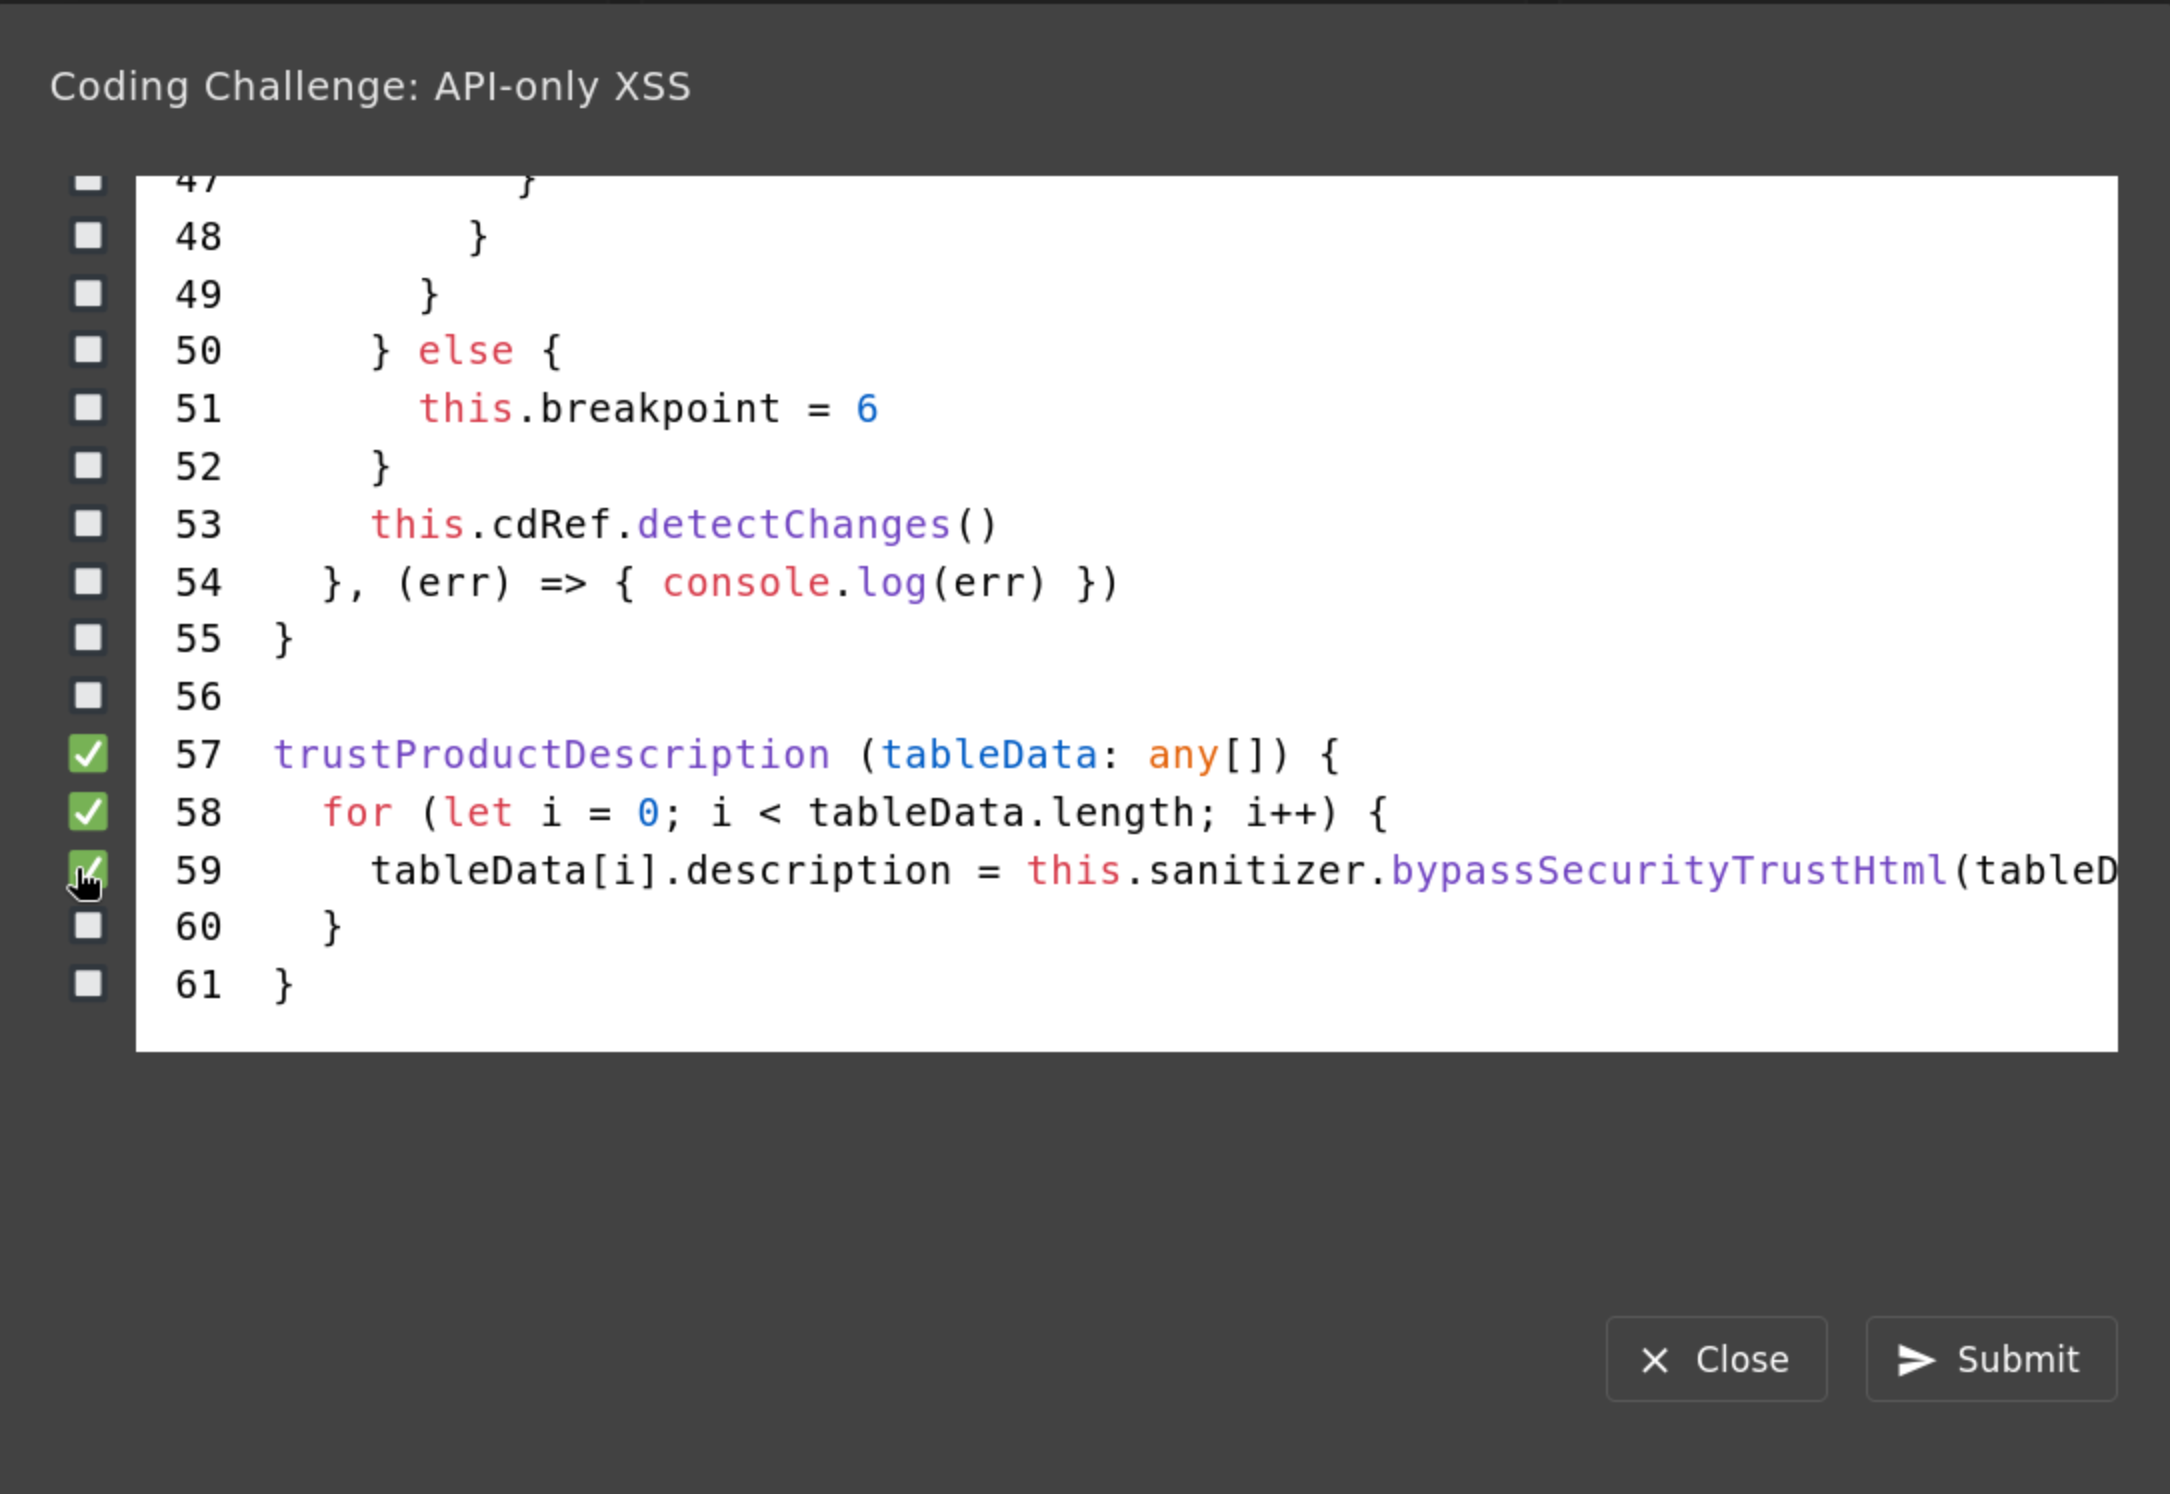 Coding Challenge: API-only XSS
47 }
48 }
49 }
50 } else {
51 this.breakpoint = 6
52 }
53 this.cdRef.detectChanges()
54 }, (err) => { console.log(err) })
55 }
56
57 trustProductDescription (tableData: any[]) {
58 for (let i = 0; i < tableData.length; i++) {
59 tableData[i].description = this.sanitizer.bypassSecurityTrustHtml(tableD
60 }
61 }
Close
Submit